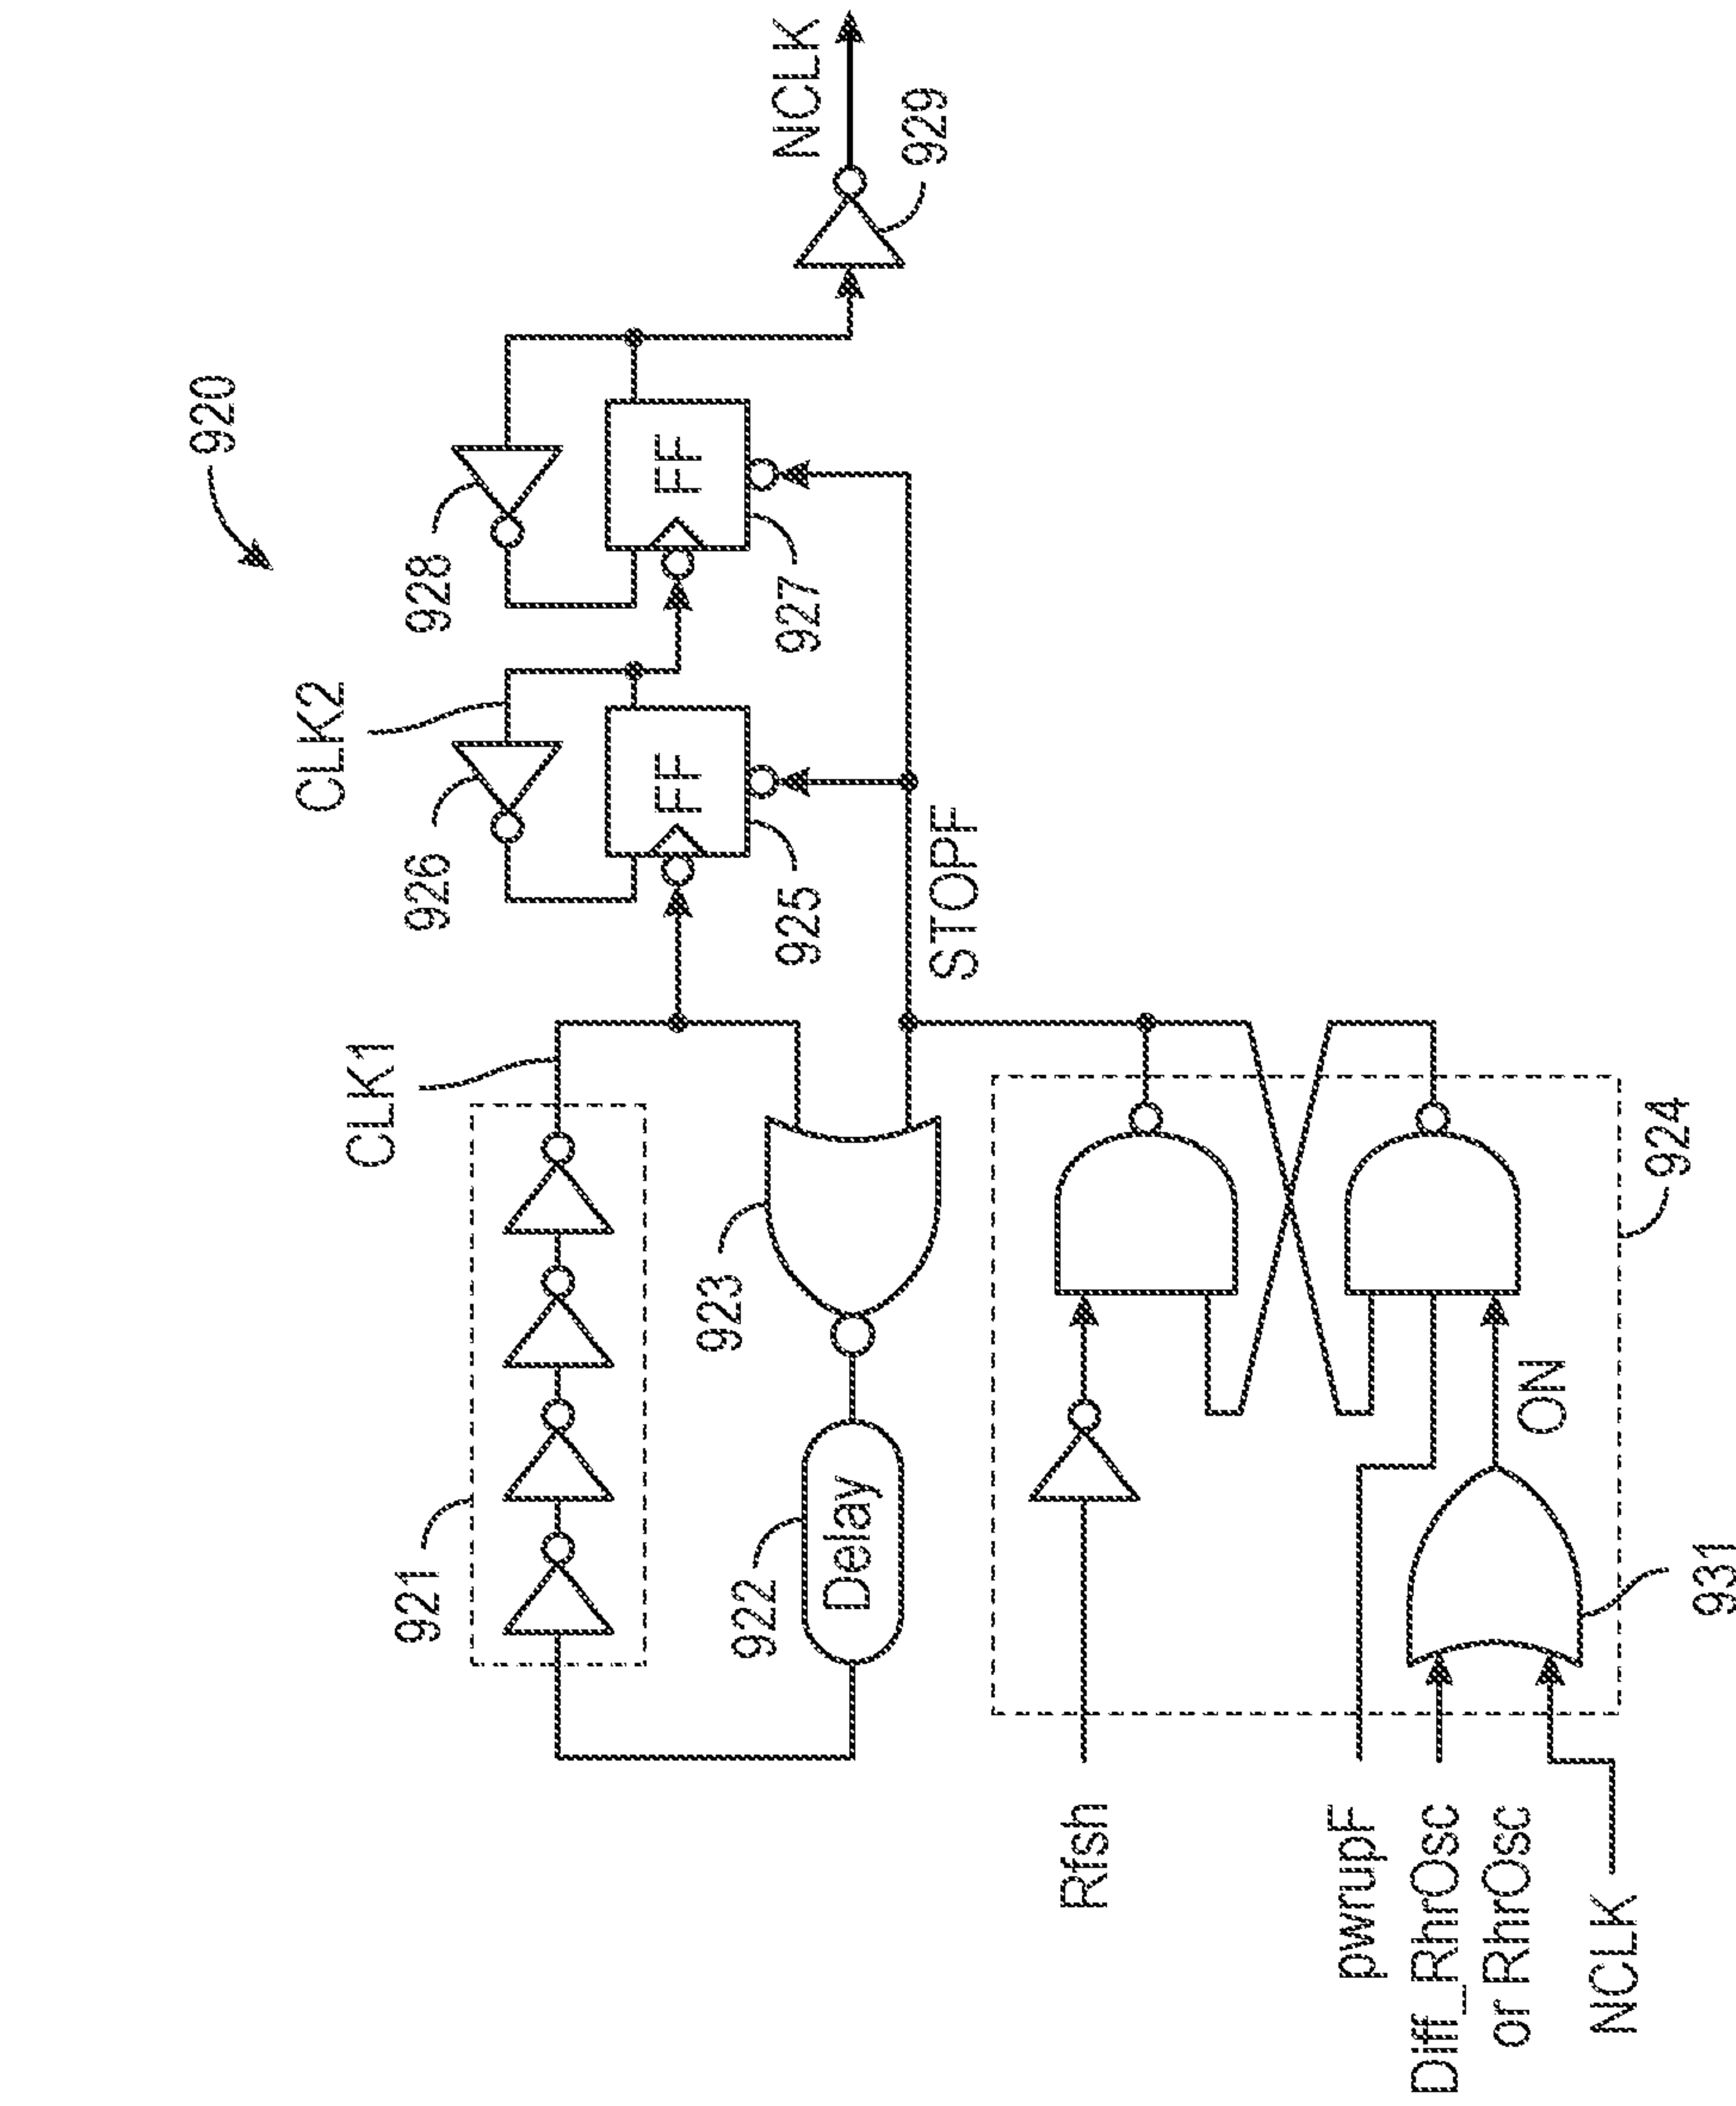 920
CLK2
CLK1
921
926
928
FF
FF
NCLK
922
Delay
923
925
927
929
STOPF
Rfsh
pwrupF
Diff_RhrOsc
or RhrOsc
NCLK
ON
924
931